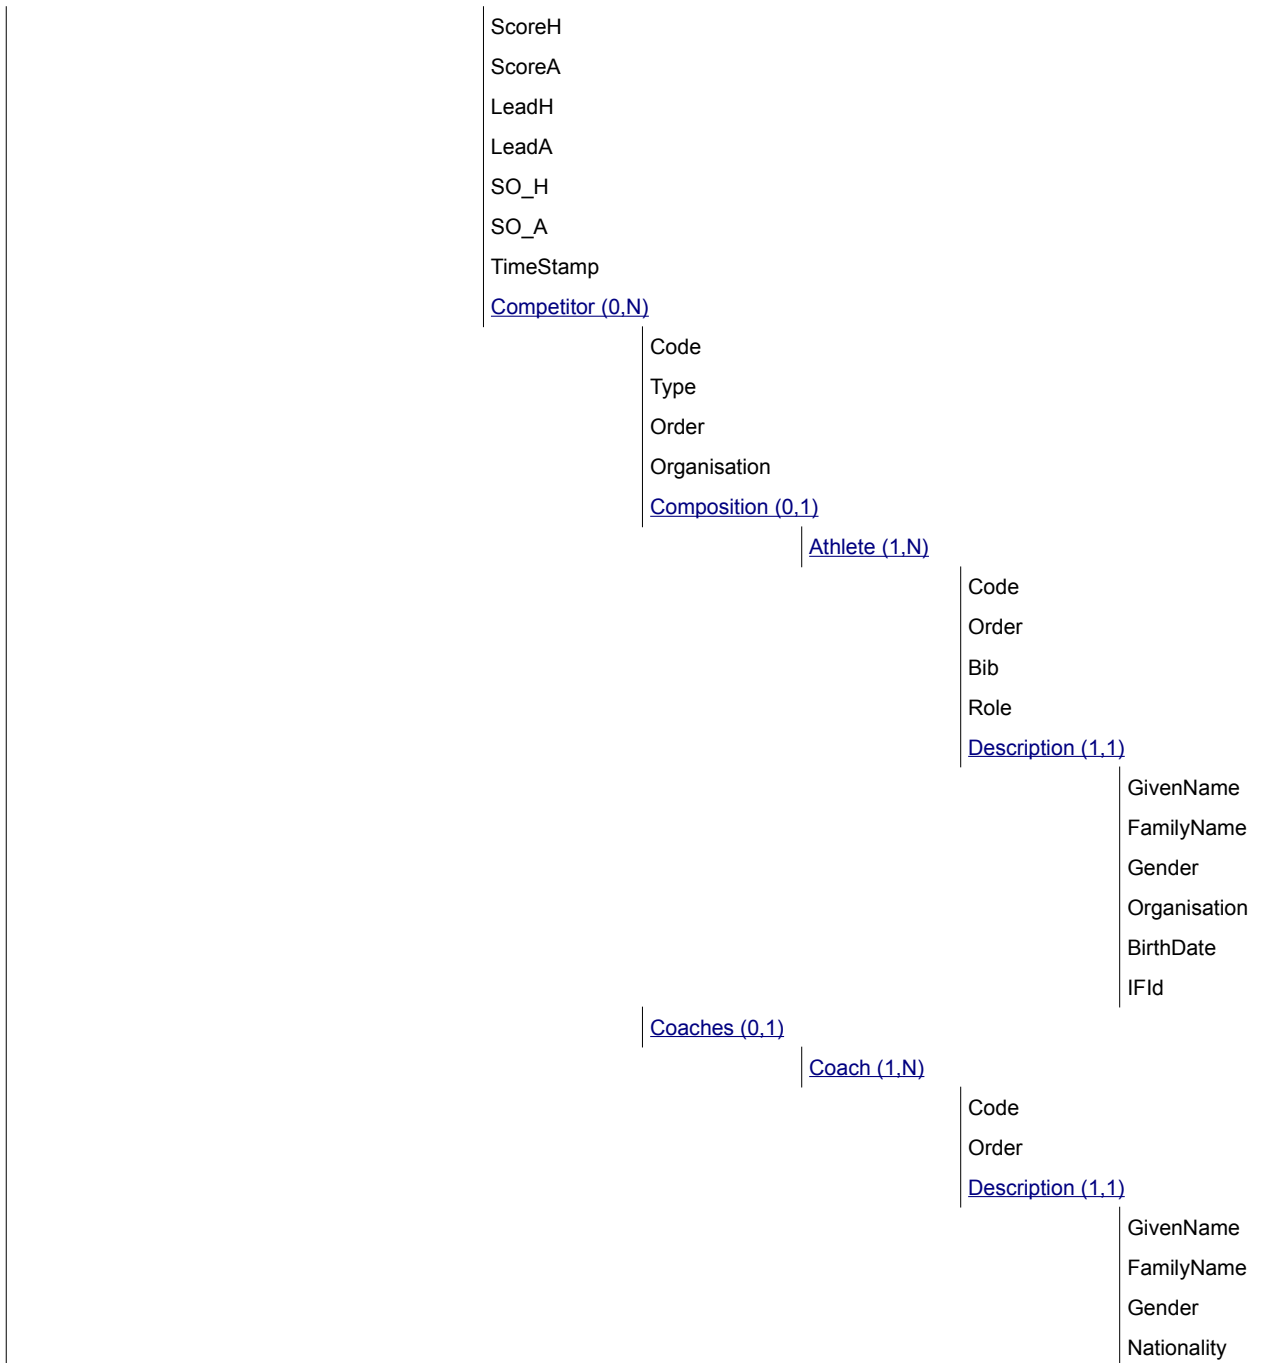 ScoreH
ScoreA
LeadH
LeadA
SO_H
SO_A
TimeStamp
Competitor (0,N)
Code
Type
Order
Organisation
Composition (0,1)
Athlete (1,N)
Code
Order
Bib
Role
Description (1,1)
GivenName
FamilyName
Gender
Organisation
BirthDate
IFId
Coaches (0,1)
Coach (1,N)
Code
Order
Description (1,1)
GivenName
FamilyName
Gender
Nationality